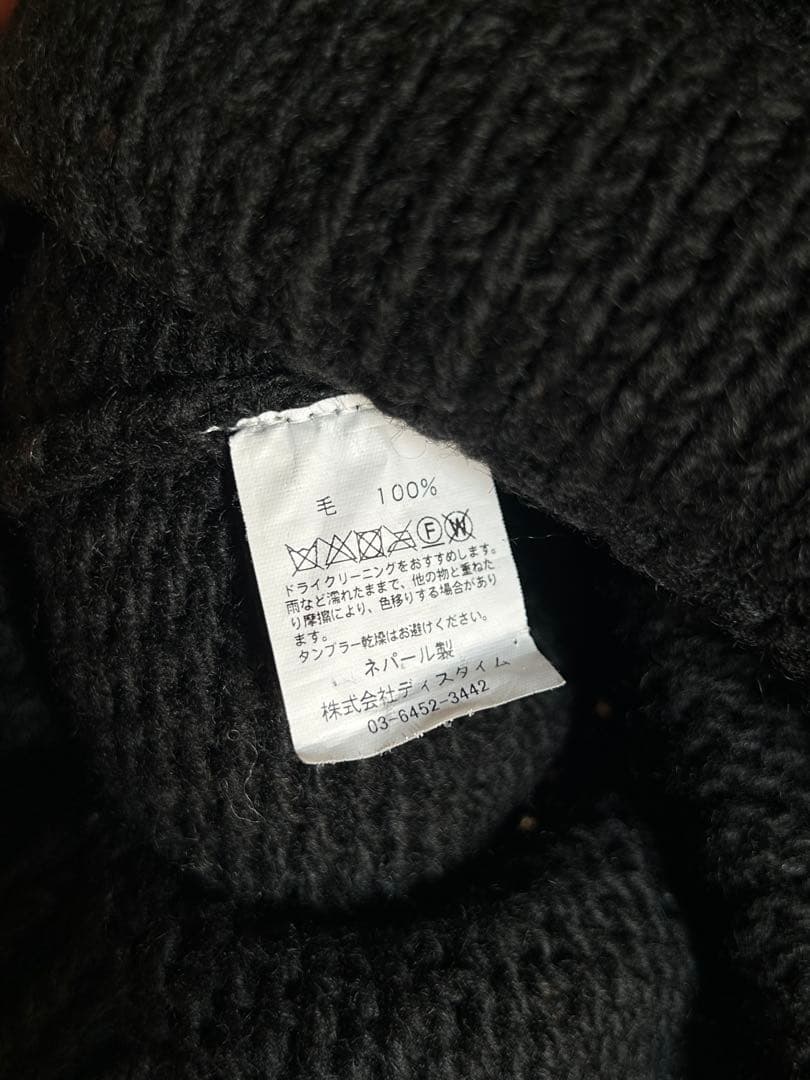 毛 100%
Ⓕ Ⓦ
ドライクリーニングをおすすめします。
雨など濡れたままで、他の物と重ねた
り摩擦により、色移りする場合があり
ます。
タンブラー乾燥はお避けください。
ネパール製
株式会社ディスタイム
03-6452-3442